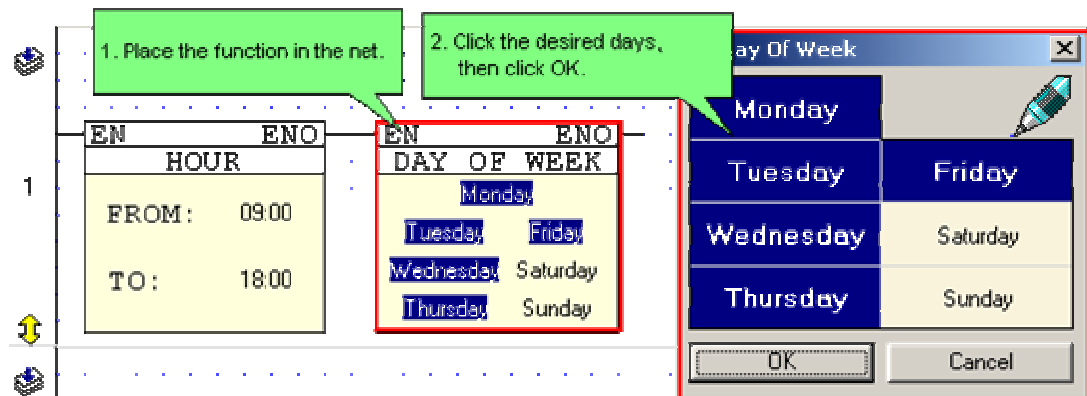 1. Place the function in the net.
2. Click the desired days,
then click OK.
ay Of Week
EN ENO
HOUR
FROM: 09:00
TO: 18:00
1
EN ENO
DAY OF WEEK
Monday
Tuesday Friday
Wednesday Saturday
Thursday Sunday
Monday
Tuesday Friday
Wednesday Saturday
Thursday Sunday
OK Cancel